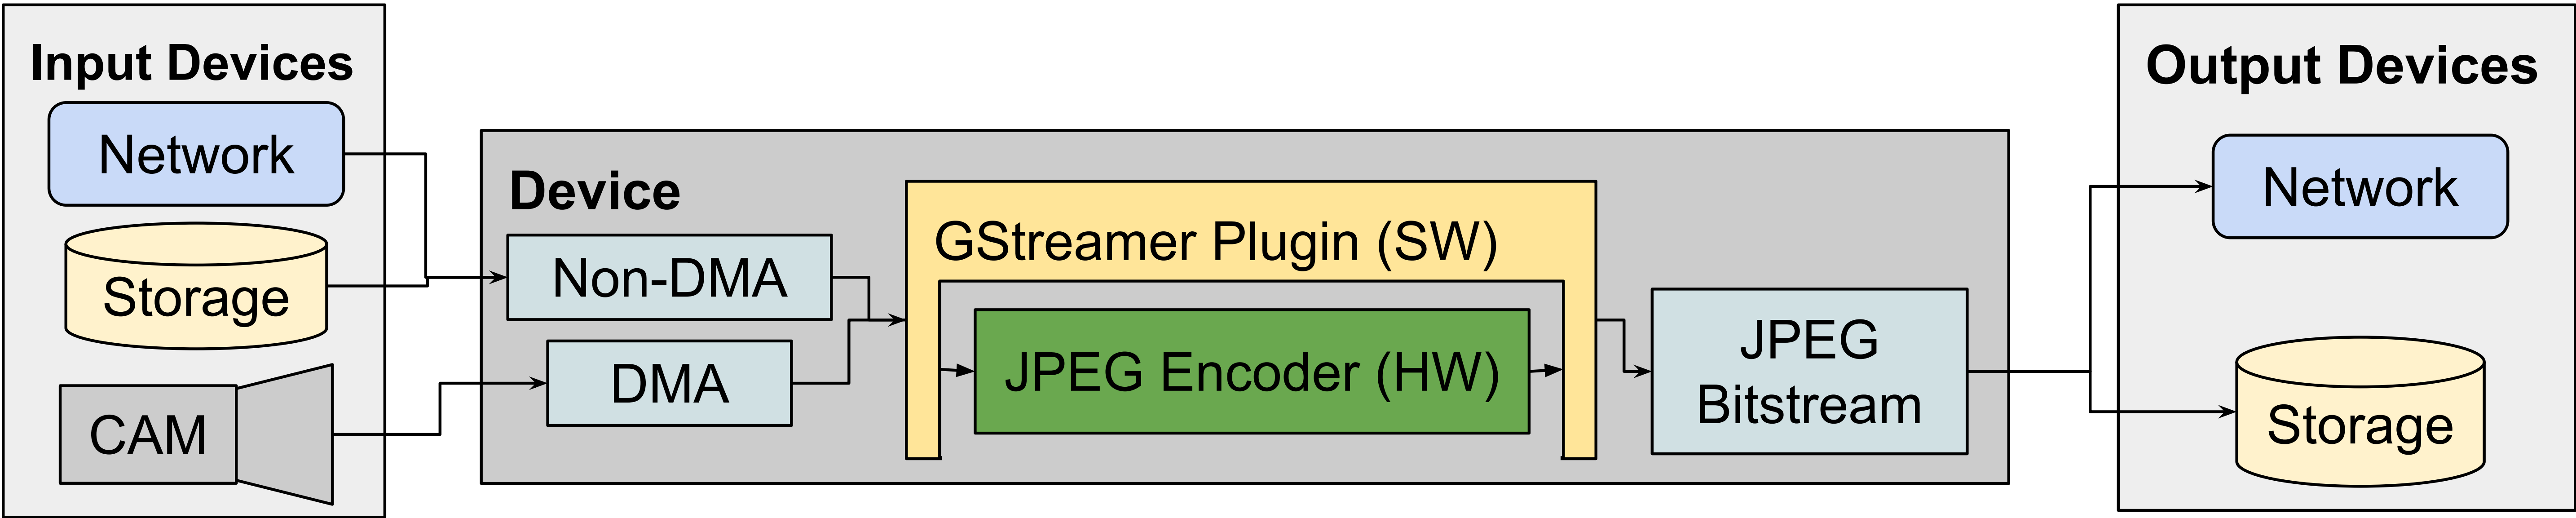 Input Devices
Network
Storage
CAM
Device
Non-DMA
DMA
GStreamer Plugin (SW)
JPEG Encoder (HW)
JPEG
Bitstream
Output Devices
Network
Storage